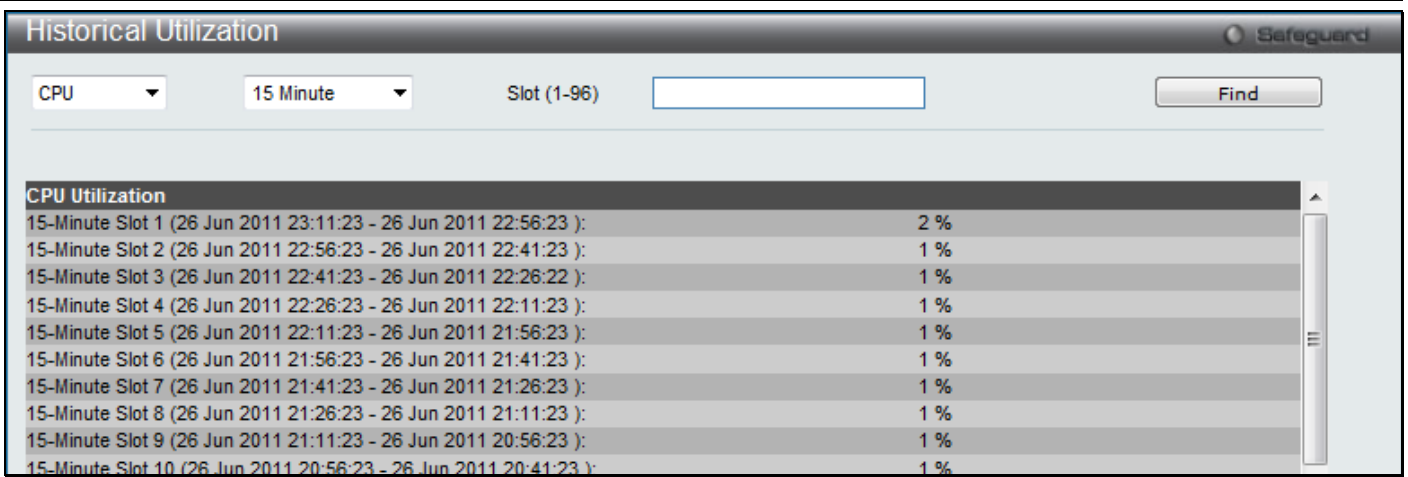 Historical Utilization
Safeguard
CPU 15 Minute Slot (1-96) Find
CPU Utilization
15-Minute Slot 1 (26 Jun 2011 23:11:23 - 26 Jun 2011 22:56:23 ): 2 %
15-Minute Slot 2 (26 Jun 2011 22:56:23 - 26 Jun 2011 22:41:23 ): 1 %
15-Minute Slot 3 (26 Jun 2011 22:41:23 - 26 Jun 2011 22:26:22 ): 1 %
15-Minute Slot 4 (26 Jun 2011 22:26:23 - 26 Jun 2011 22:11:23 ): 1 %
15-Minute Slot 5 (26 Jun 2011 22:11:23 - 26 Jun 2011 21:56:23 ): 1 %
15-Minute Slot 6 (26 Jun 2011 21:56:23 - 26 Jun 2011 21:41:23 ): 1 %
15-Minute Slot 7 (26 Jun 2011 21:41:23 - 26 Jun 2011 21:26:23 ): 1 %
15-Minute Slot 8 (26 Jun 2011 21:26:23 - 26 Jun 2011 21:11:23 ): 1 %
15-Minute Slot 9 (26 Jun 2011 21:11:23 - 26 Jun 2011 20:56:23 ): 1 %
15-Minute Slot 10 (26 Jun 2011 20:56:23 - 26 Jun 2011 20:41:23 ): 1 %